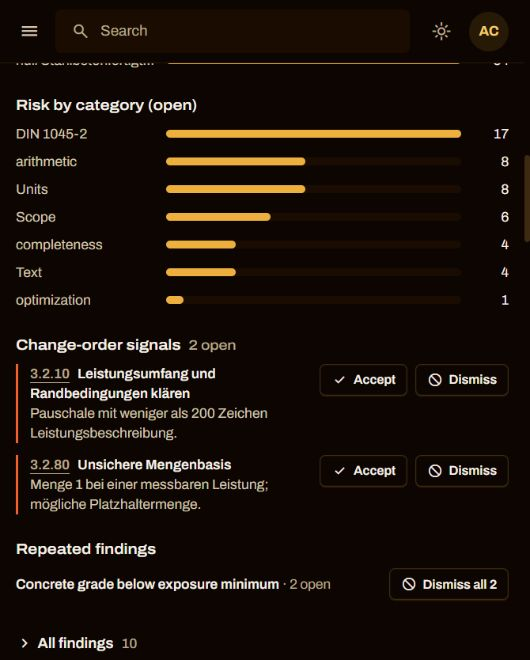 Search
AC
Risk by category (open)
DIN 1045-2 17
arithmetic 8
Units 8
Scope 6
completeness 4
Text 4
optimization 1
Change-order signals 2 open
3.2.10 Leistungsumfang und
Randbedingungen klären
Pauschale mit weniger als 200 Zeichen
Leistungsbeschreibung.
Accept
Dismiss
3.2.80 Unsichere Mengenbasis
Menge 1 bei einer messbaren Leistung;
mögliche Platzhaltermenge.
Accept
Dismiss
Repeated findings
Concrete grade below exposure minimum · 2 open
Dismiss all 2
All findings 10